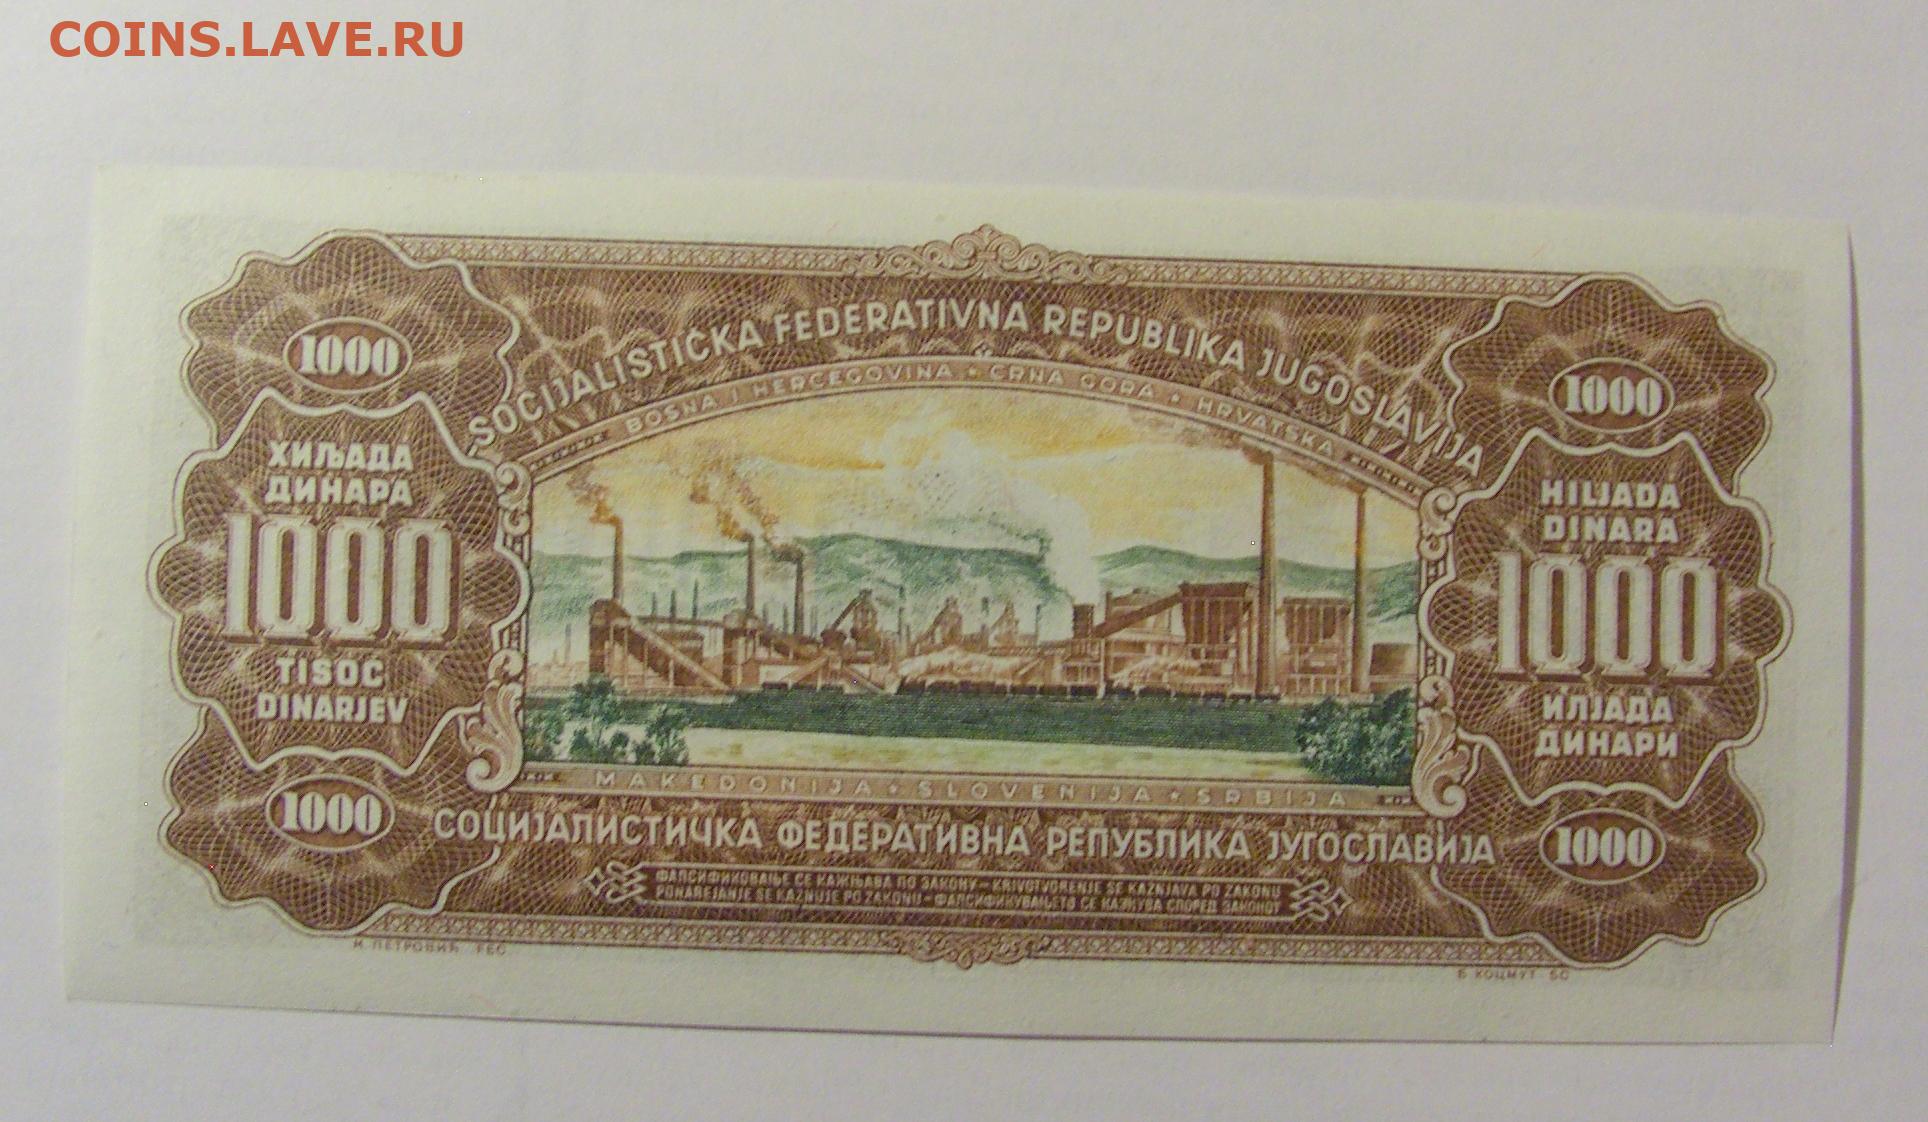 COINS.LAVE.RU
SOCIJALISTIČKA FEDERATIVNA REPUBLIKA JUGOSLAVIJA
BOSNA I HERCEGOVINA ★ CRNA GORA ★ HRVATSKA
1000
1000
ХИЉАДА
ДИНАРА
1000
TISOČ
DINARJEV
HILJADA
DINARA
1000
ИЛЈАДА
ДИНАРИ
MAKEDONIJA ★ SLOVENIJA ★ SRBIJA
1000
1000
СОЦИЈАЛИСТИЧКА ФЕДЕРАТИВНА РЕПУБЛИКА ЈУГОСЛАВИЈА
ФАЛСИФИКОВАЊЕ СЕ КАЖЊАВА ПО ЗАКОНУ – KRIVOTVORENJE SE KAŽNJAVA PO ZAKONU
PONAREJANJE SE KAZNUJE PO ZAKONU – ФАЛСИФИКУВАЊЕТО СЕ КАЗНУВА СПОРЕД ЗАКОНОТ
М. ПЕТРОВИЋ FEC
Б КОЦМУТ SC